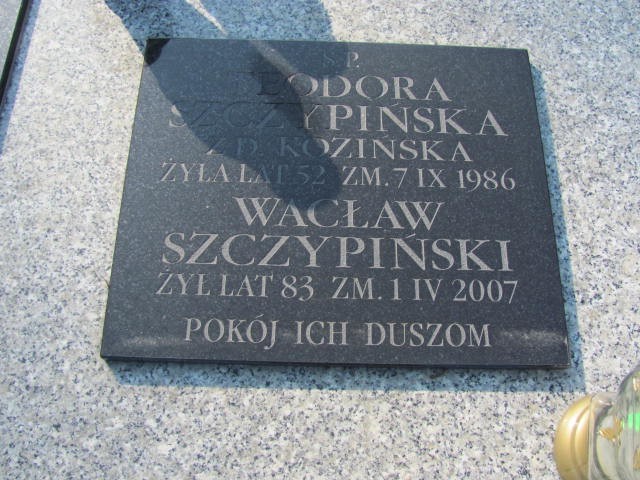 Ś.P.
TEODORA
SZCZYPIŃSKA
Z D. KOZIŃSKA
ŻYŁA LAT 52 ZM. 7 IX 1986
WACŁAW
SZCZYPIŃSKI
ŻYŁ LAT 83 ZM. 1 IV 2007
POKÓJ ICH DUSZOM